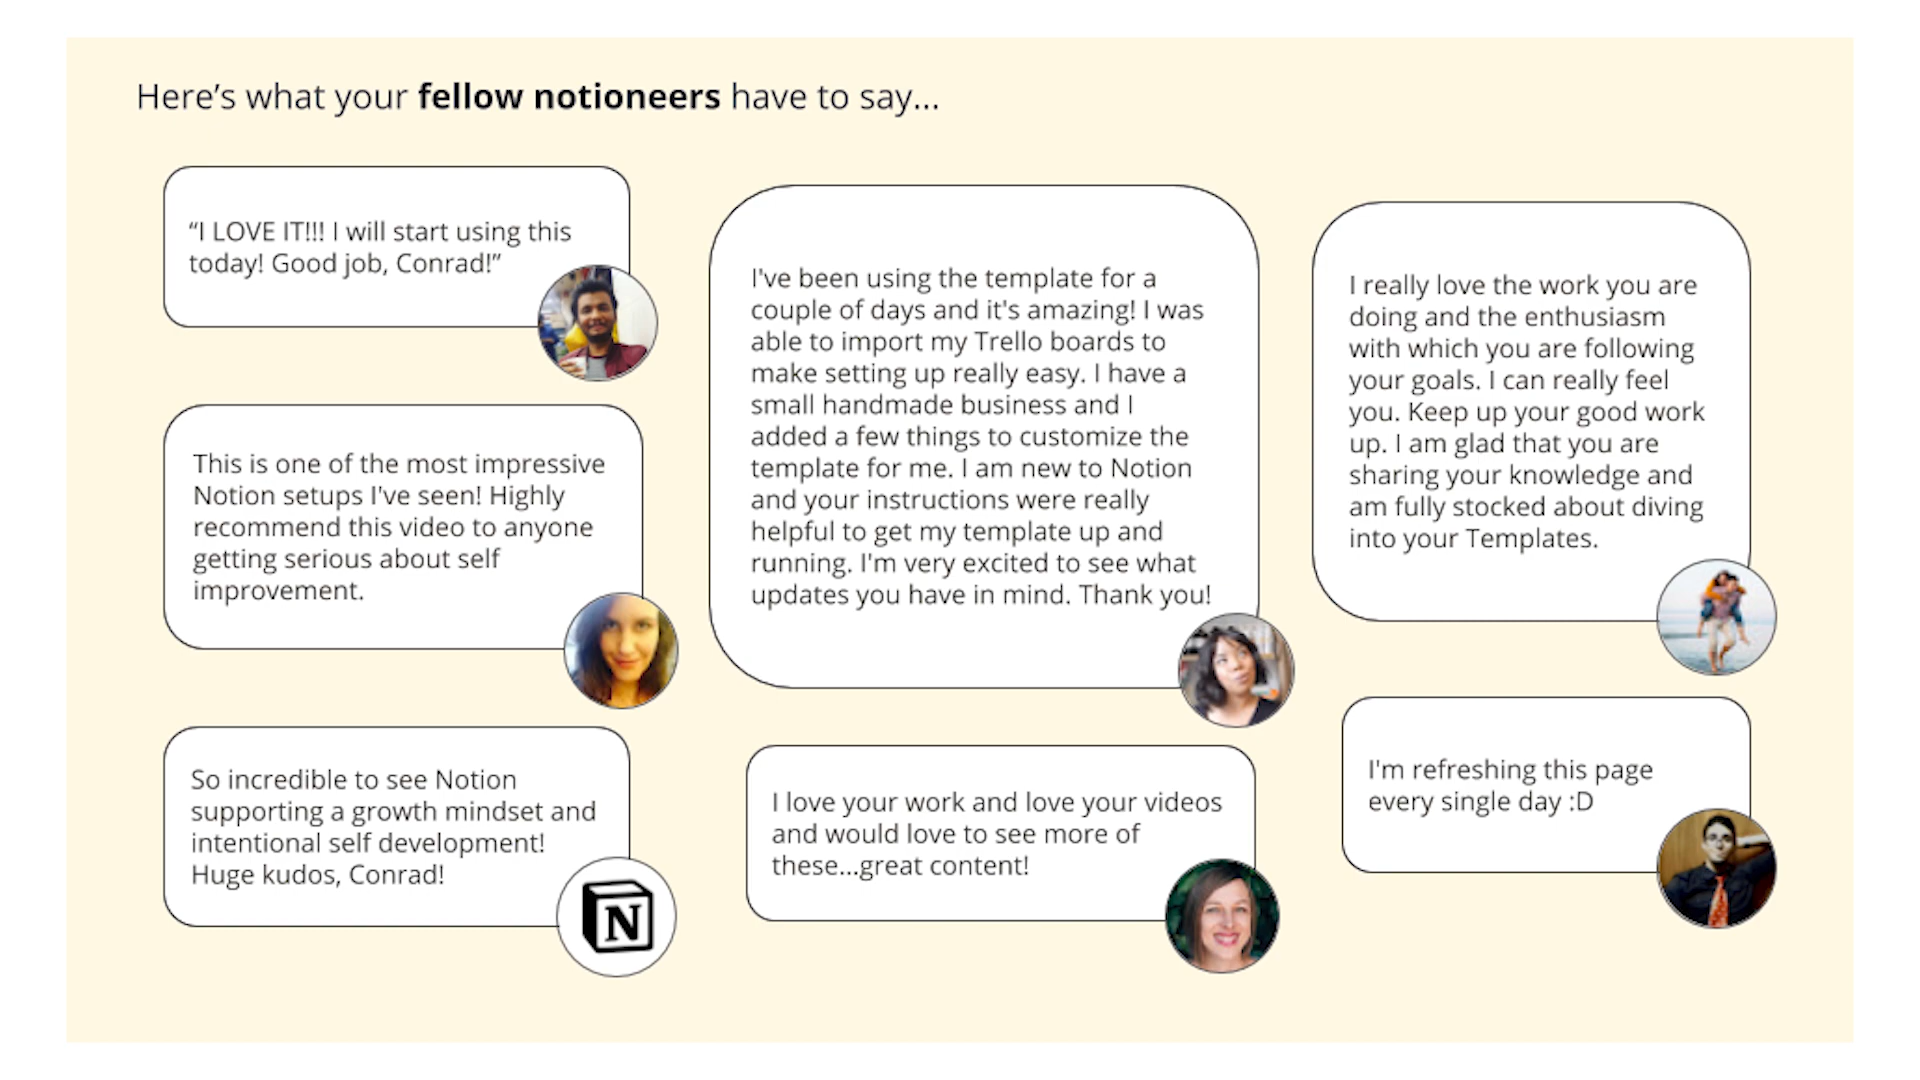 Here’s what your fellow notioneers have to say...
“I LOVE IT!!! I will start using this
today! Good job, Conrad!”
This is one of the most impressive
Notion setups I've seen! Highly
recommend this video to anyone
getting serious about self
improvement.
So incredible to see Notion
supporting a growth mindset and
intentional self development!
Huge kudos, Conrad!
N
I've been using the template for a
couple of days and it's amazing! I was
able to import my Trello boards to
make setting up really easy. I have a
small handmade business and I
added a few things to customize the
template for me. I am new to Notion
and your instructions were really
helpful to get my template up and
running. I'm very excited to see what
updates you have in mind. Thank you!
I love your work and love your videos
and would love to see more of
these...great content!
I really love the work you are
doing and the enthusiasm
with which you are following
your goals. I can really feel
you. Keep up your good work
up. I am glad that you are
sharing your knowledge and
am fully stocked about diving
into your Templates.
I'm refreshing this page
every single day :D